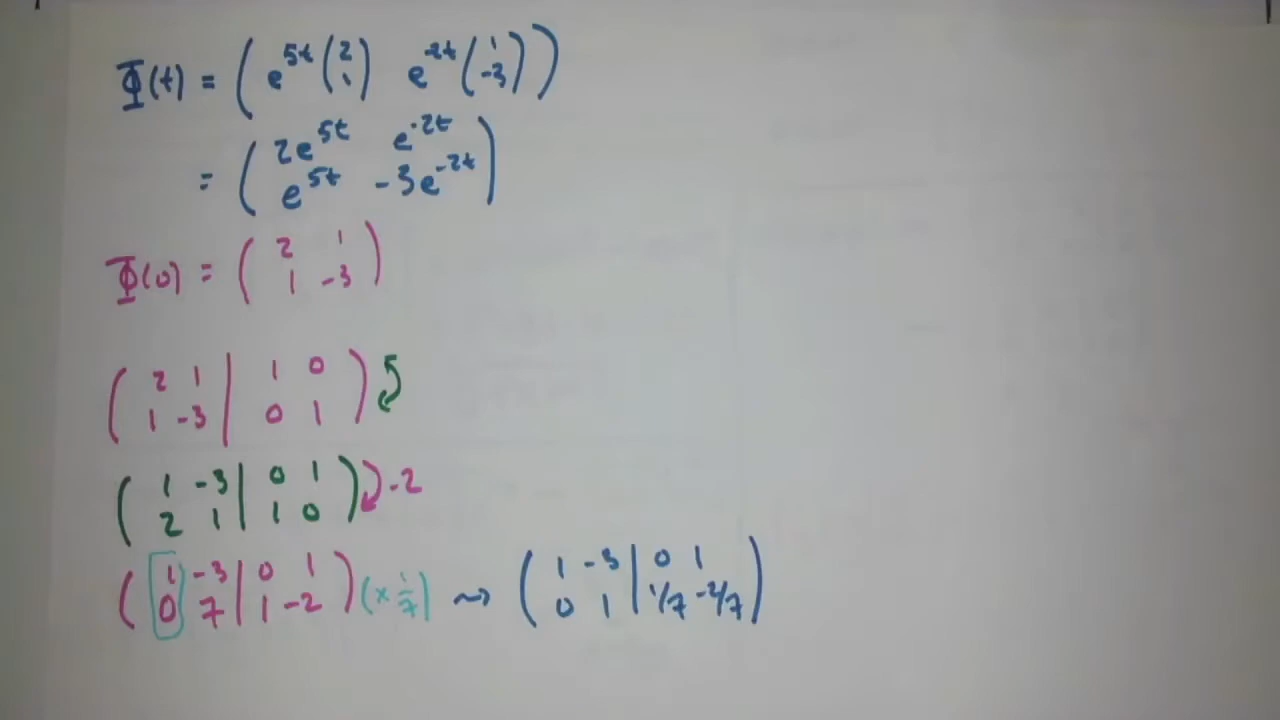 Φ(t) = ( e^{5t} (2 1) e^{-2t} (1 -3) )
= ( 2e^{5t} e^{-2t}
e^{5t} -3e^{-2t} )
Φ(0) = ( 2 1
1 -3 )
( 2 1 | 1 0
1 -3 | 0 1 )
( 1 -3 | 0 1
2 1 | 1 0 ) -2
( 1 -3 | 0 1
0 7 | 1 -2 ) (× 1/7) ⇝ ( 1 -3 | 0 1
0 1 | 1/7 -2/7 )